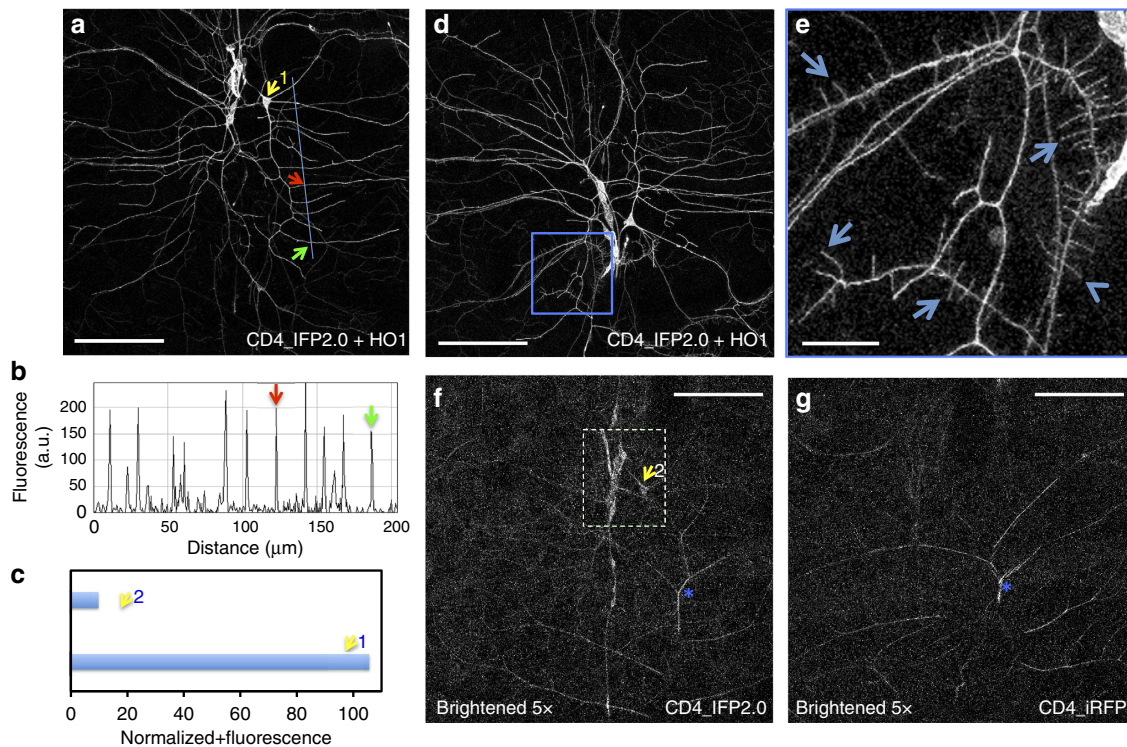 a
1
CD4_IFP2.0 + HO1
d
CD4_IFP2.0 + HO1
e
b
Fluorescence
(a.u.)
200
150
100
50
0
0 50 100 150 200
Distance (μm)
c
2
1
0 20 40 60 80 100
Normalized+fluorescence
f
2
*
Brightened 5× CD4_IFP2.0
g
*
Brightened 5× CD4_iRFP